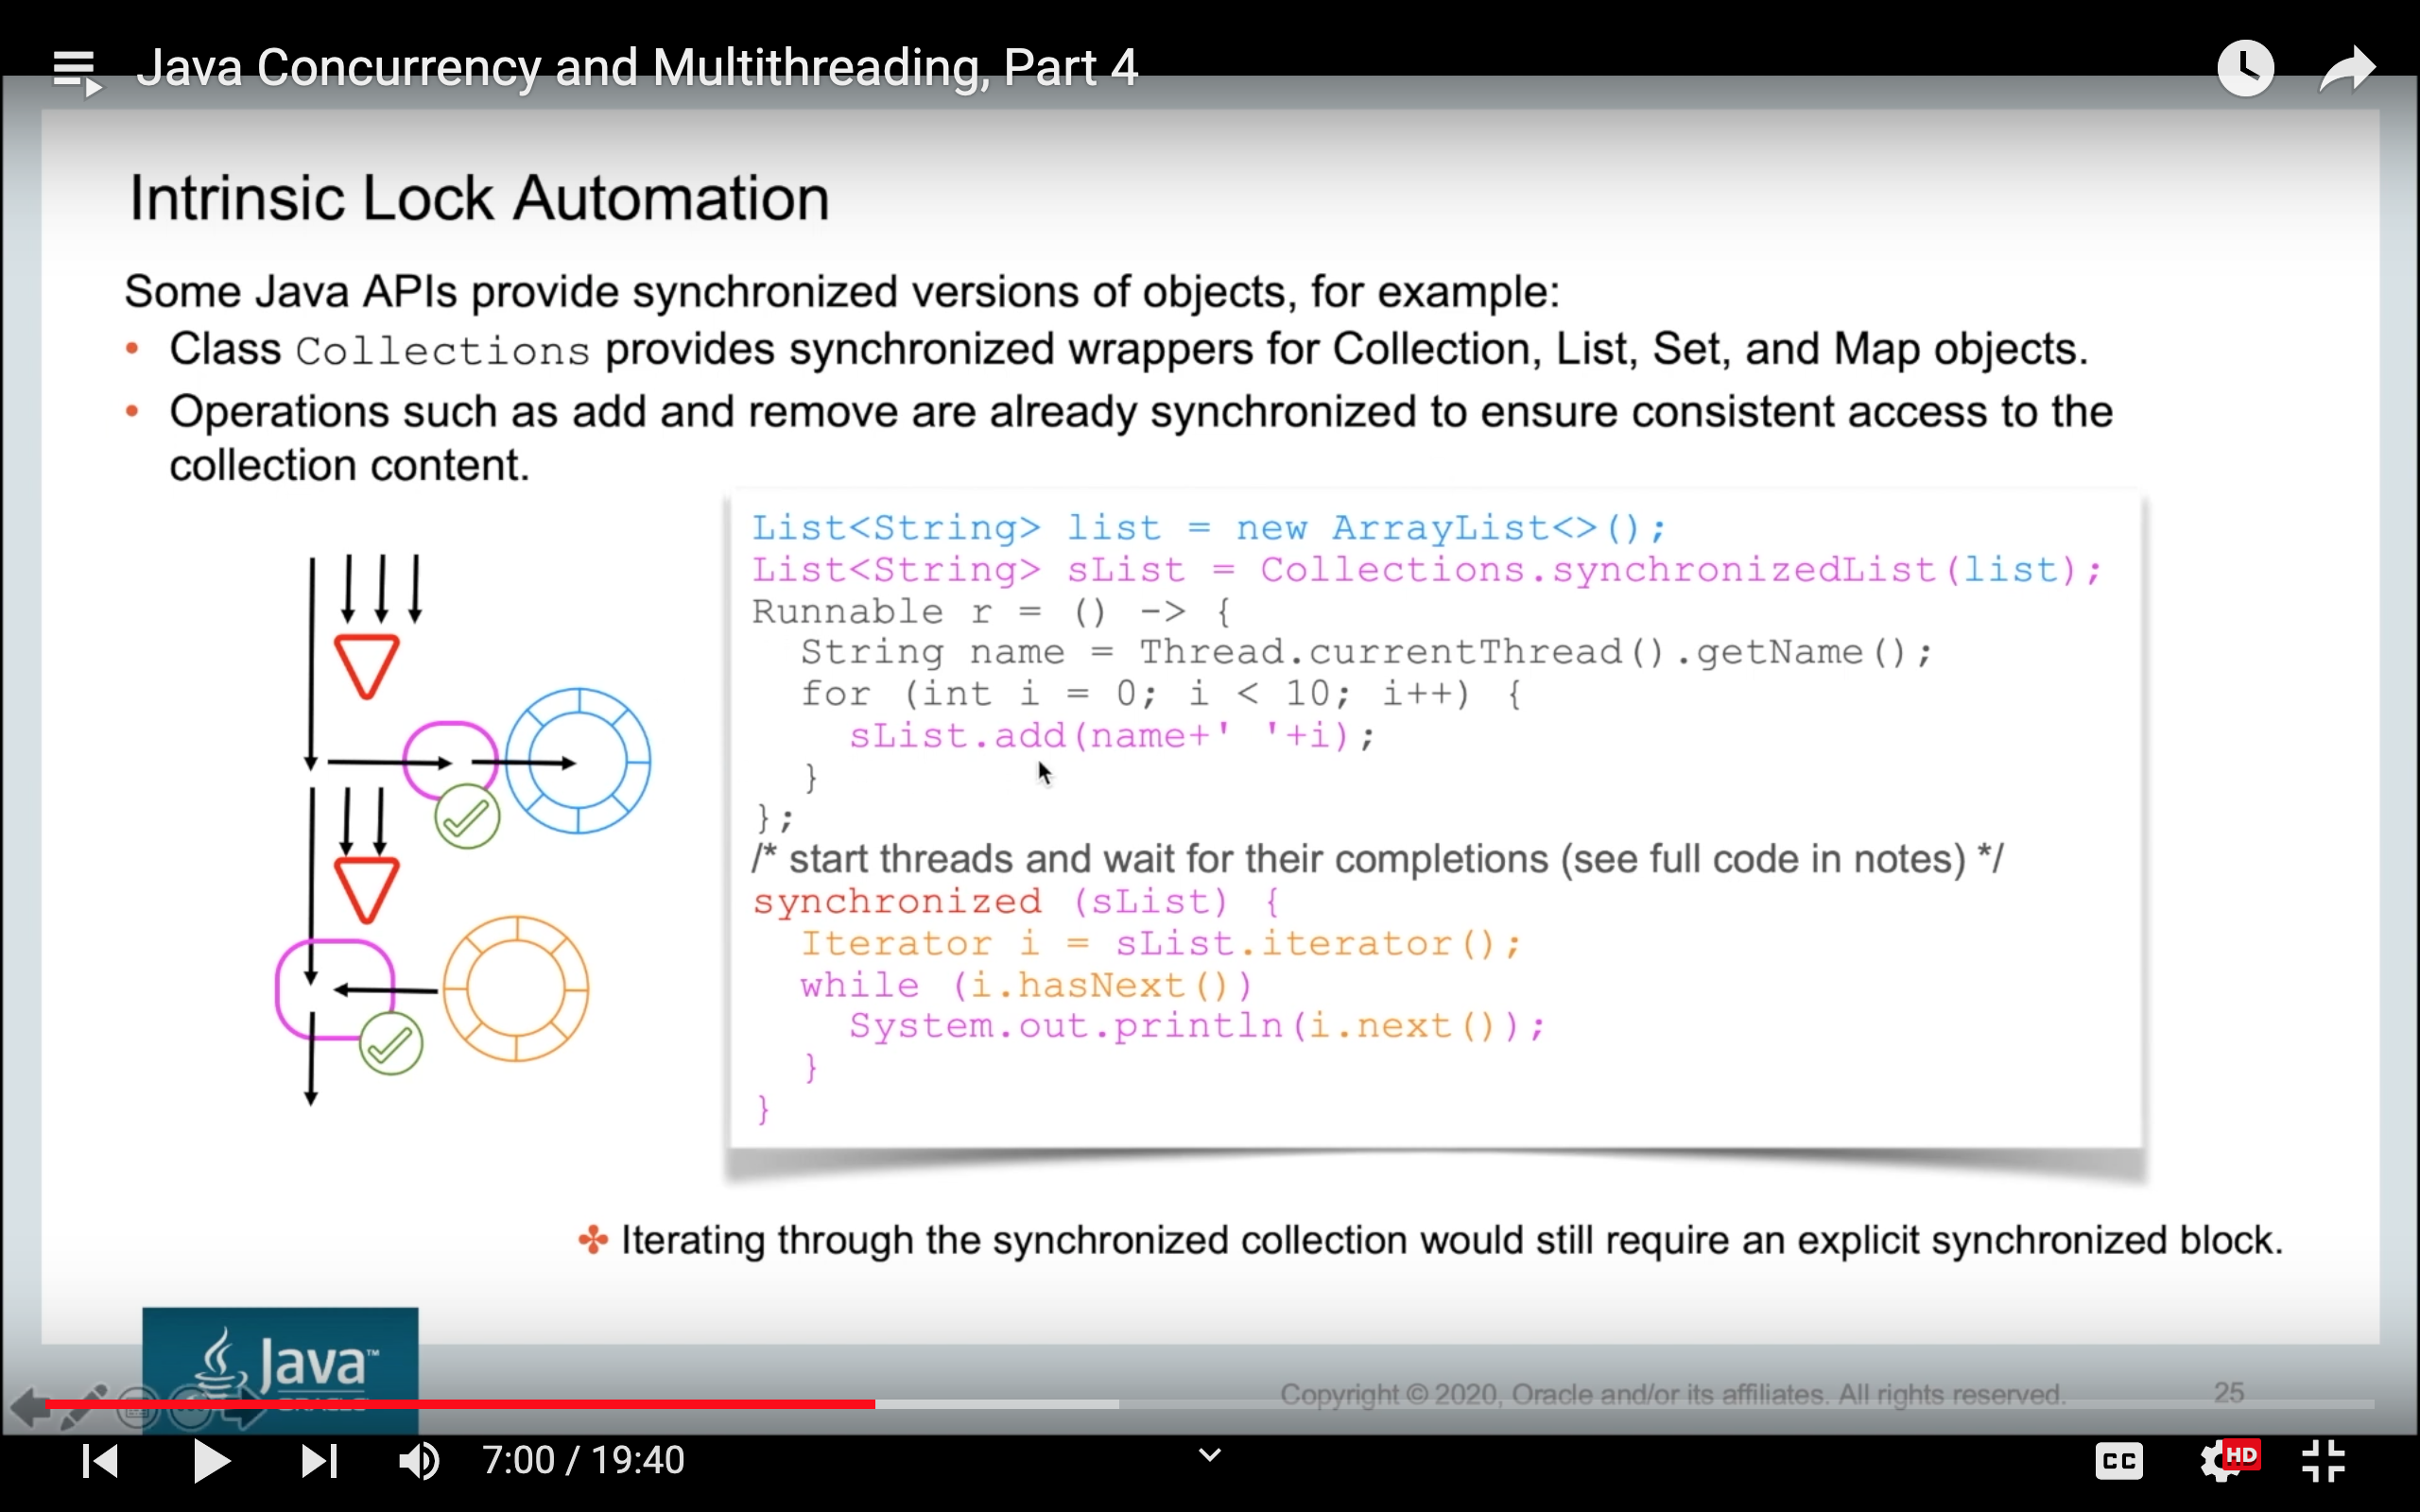 Java Concurrency and Multithreading, Part 4
Intrinsic Lock Automation
Some Java APIs provide synchronized versions of objects, for example:
• Class Collections provides synchronized wrappers for Collection, List, Set, and Map objects.
• Operations such as add and remove are already synchronized to ensure consistent access to the
collection content.
List<String> list = new ArrayList<>();
List<String> sList = Collections.synchronizedList(list);
Runnable r = () -> {
  String name = Thread.currentThread().getName();
  for (int i = 0; i < 10; i++) {
    sList.add(name+' '+i);
  }
};
/* start threads and wait for their completions (see full code in notes) */
synchronized (sList) {
  Iterator i = sList.iterator();
  while (i.hasNext())
    System.out.println(i.next());
  }
}
Iterating through the synchronized collection would still require an explicit synchronized block.
Java™
ORACLE
Copyright © 2020, Oracle and/or its affiliates. All rights reserved.
25
7:00 / 19:40
CC
HD